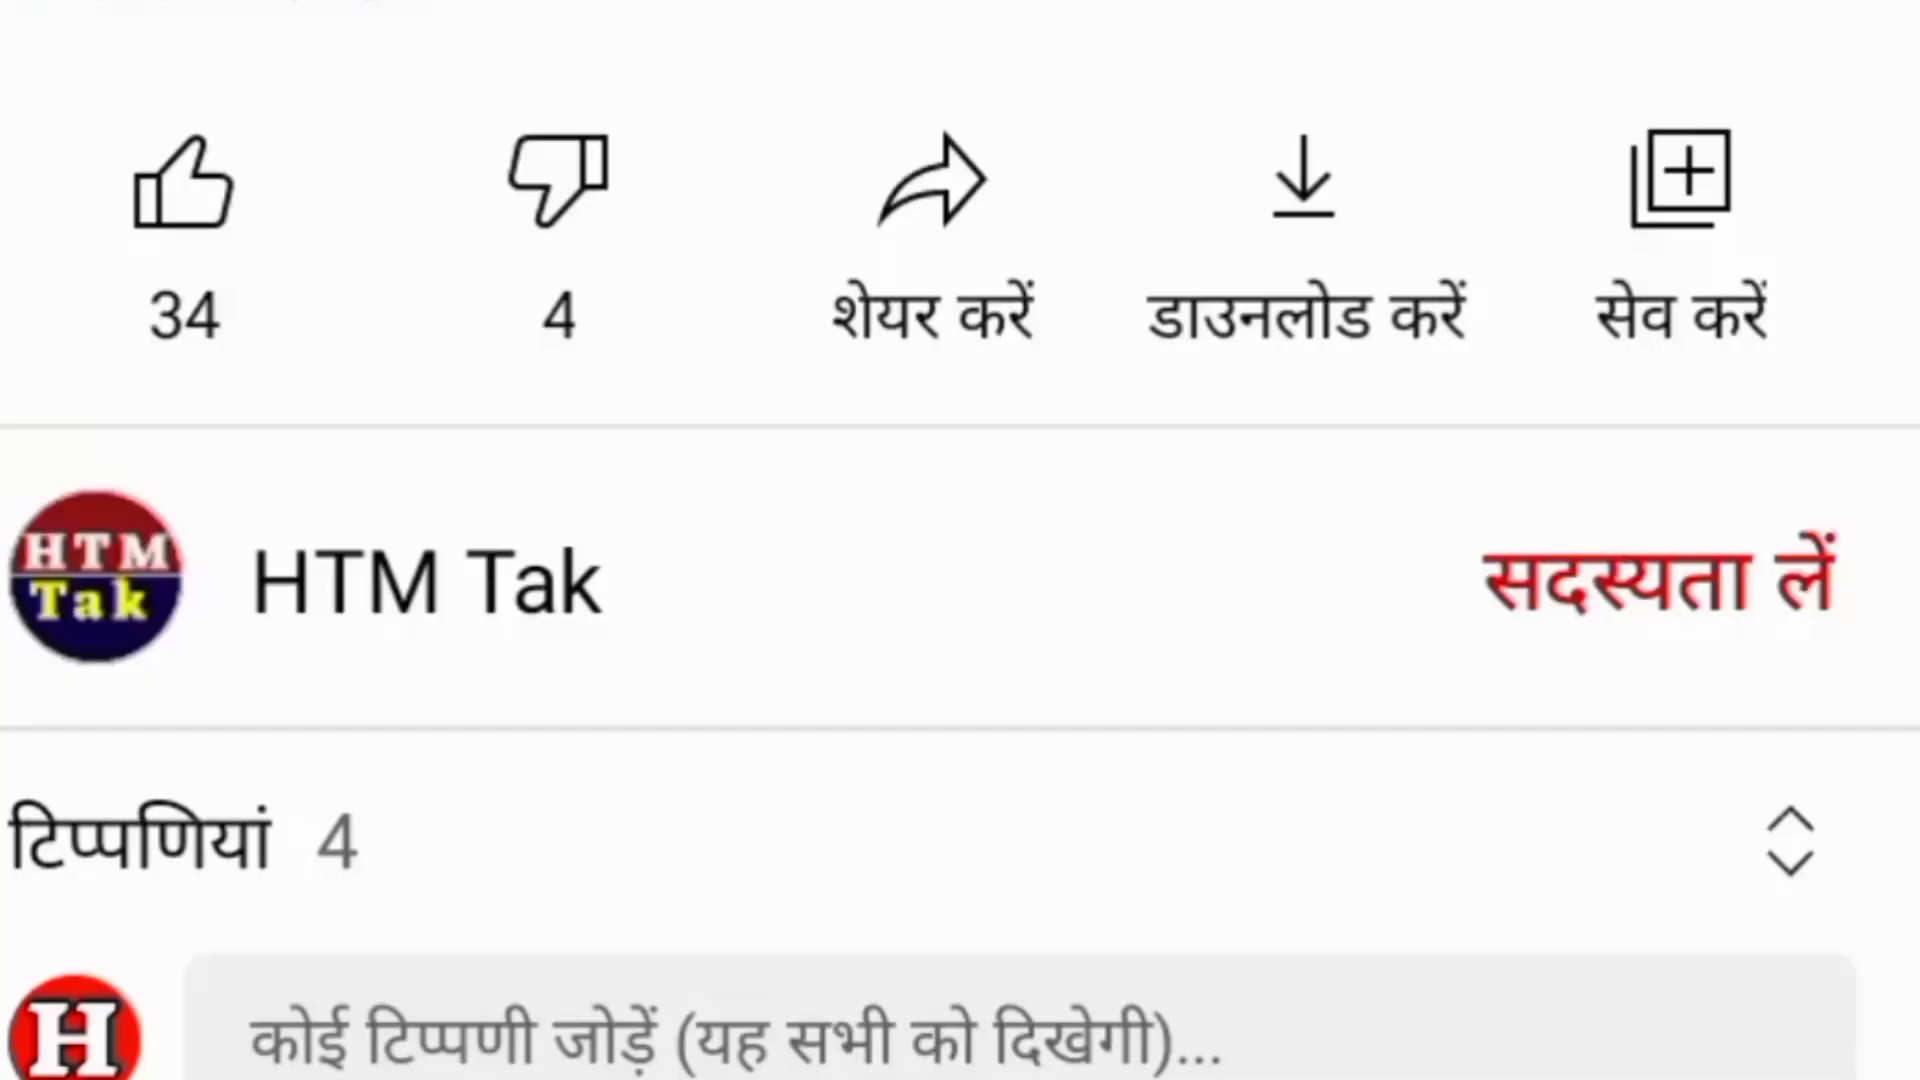 34 4 शेयर करें डाउनलोड करें सेव करें
HTM
Tak
HTM Tak सदस्यता लें
टिप्पणियां 4
H
कोई टिप्पणी जोड़ें (यह सभी को दिखेगी)...